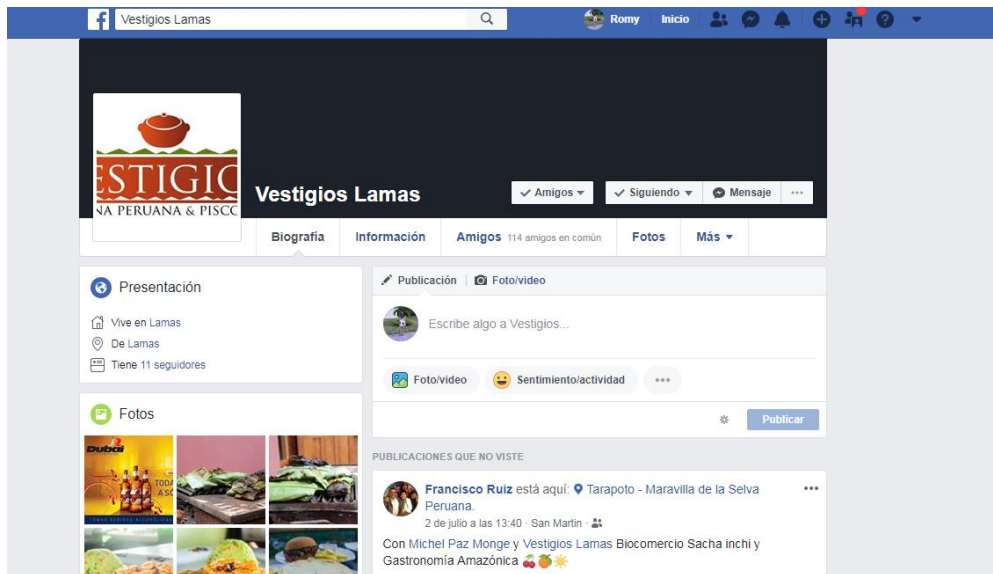 Vestigios Lamas
Romy Inicio
ESTIGIO
NA PERUANA & PISCO
Vestigios Lamas
Amigos
Siguiendo
Mensaje
Biografía
Información
Amigos 114 amigos en común
Fotos
Más
Presentación
Vive en Lamas
De Lamas
Tiene 11 seguidores
Fotos
Dubai
TODA
Publicación
Foto/video
Escribe algo a Vestigios...
Foto/video
Sentimiento/actividad
Publicar
PUBLICACIONES QUE NO VISTE
Francisco Ruiz está aquí: Tarapoto - Maravilla de la Selva
Peruana.
2 de julio a las 13:40 · San Martin ·
Con Michel Paz Monge y Vestigios Lamas Biocomercio Sacha inchi y
Gastronomía Amazónica 🍒🍊☀️